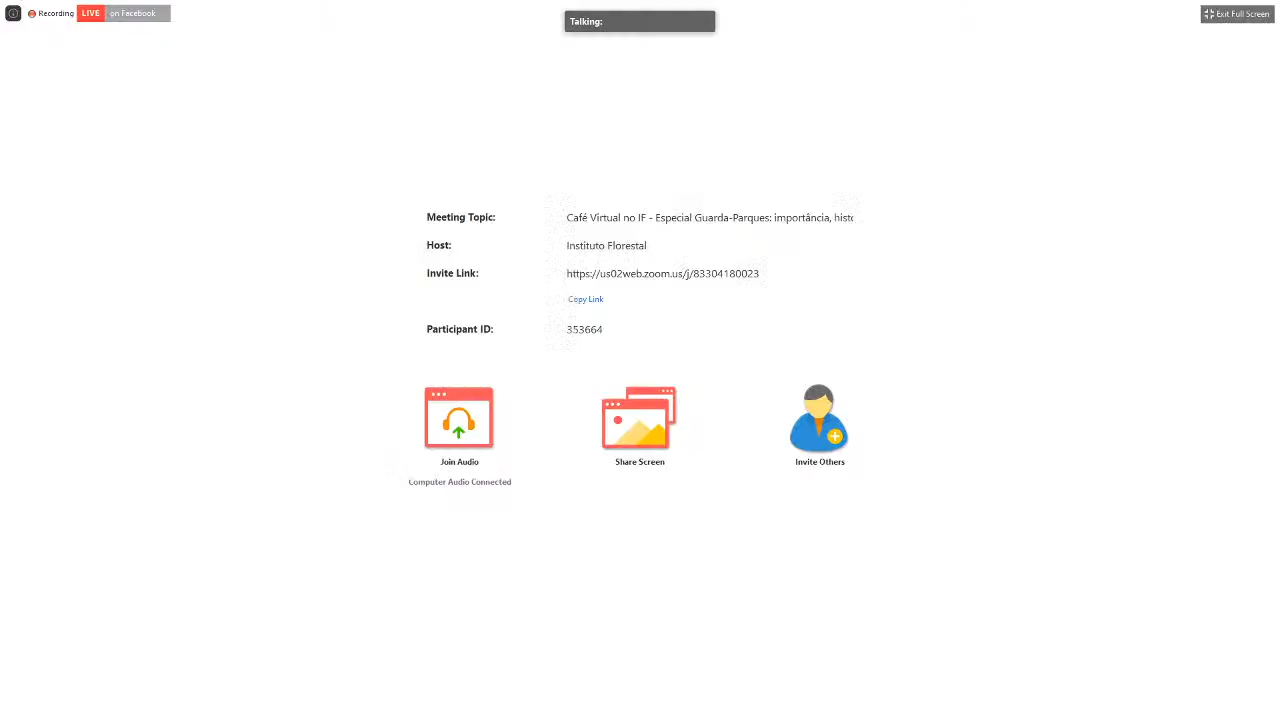 Recording LIVE on Facebook
Talking:
Exit Full Screen
Meeting Topic: Café Virtual no IF - Especial Guarda-Parques: importância, histo
Host: Instituto Florestal
Invite Link: https://us02web.zoom.us/j/83304180023
Copy Link
Participant ID: 353664
Join Audio Share Screen Invite Others
Computer Audio Connected